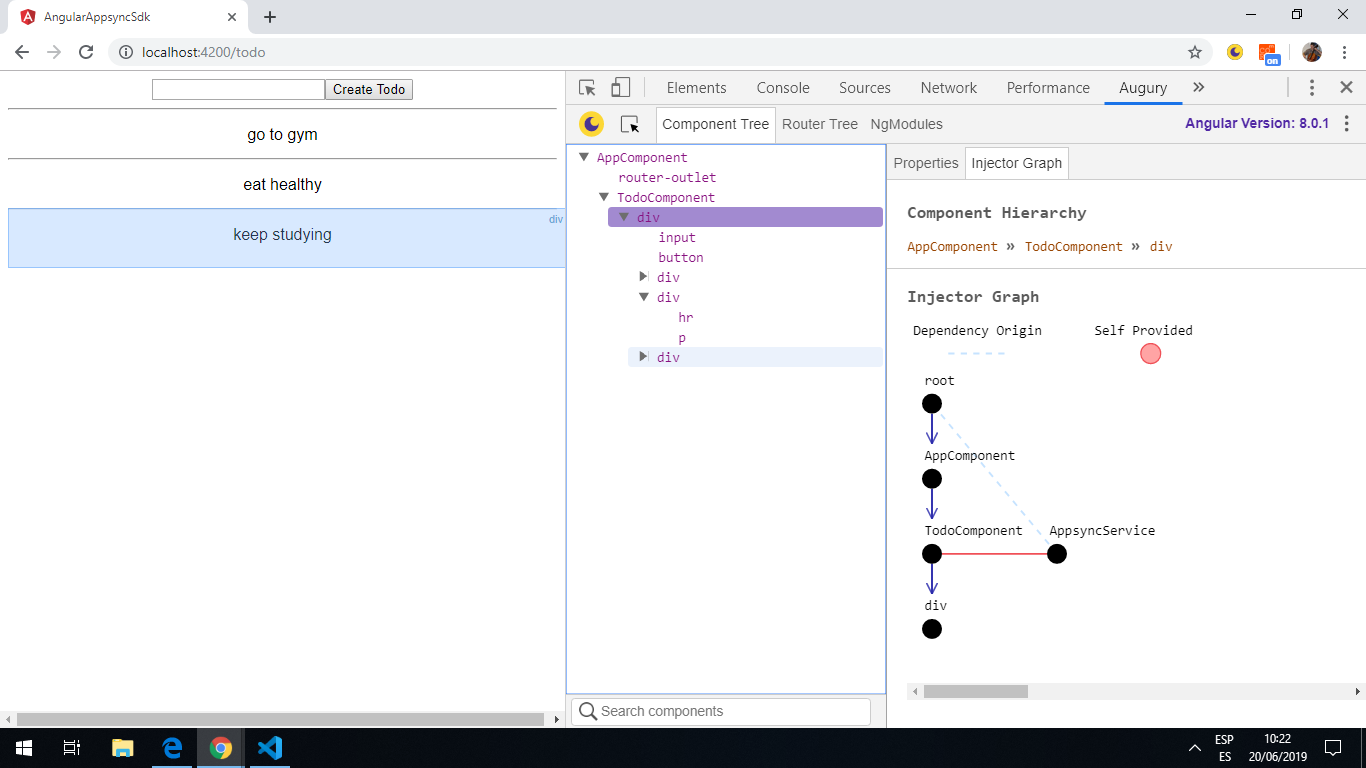 AngularAppsyncSdk
localhost:4200/todo
on
Create Todo
go to gym
eat healthy
div
keep studying
Elements Console Sources Network Performance Augury
Component Tree Router Tree NgModules
Angular Version: 8.0.1
AppComponent
router-outlet
TodoComponent
div
input
button
div
div
hr
p
div
Search components
Properties Injector Graph
Component Hierarchy
AppComponent » TodoComponent » div
Injector Graph
Dependency Origin Self Provided
root
AppComponent
TodoComponent AppsyncService
div
ESP
ES
10:22
20/06/2019